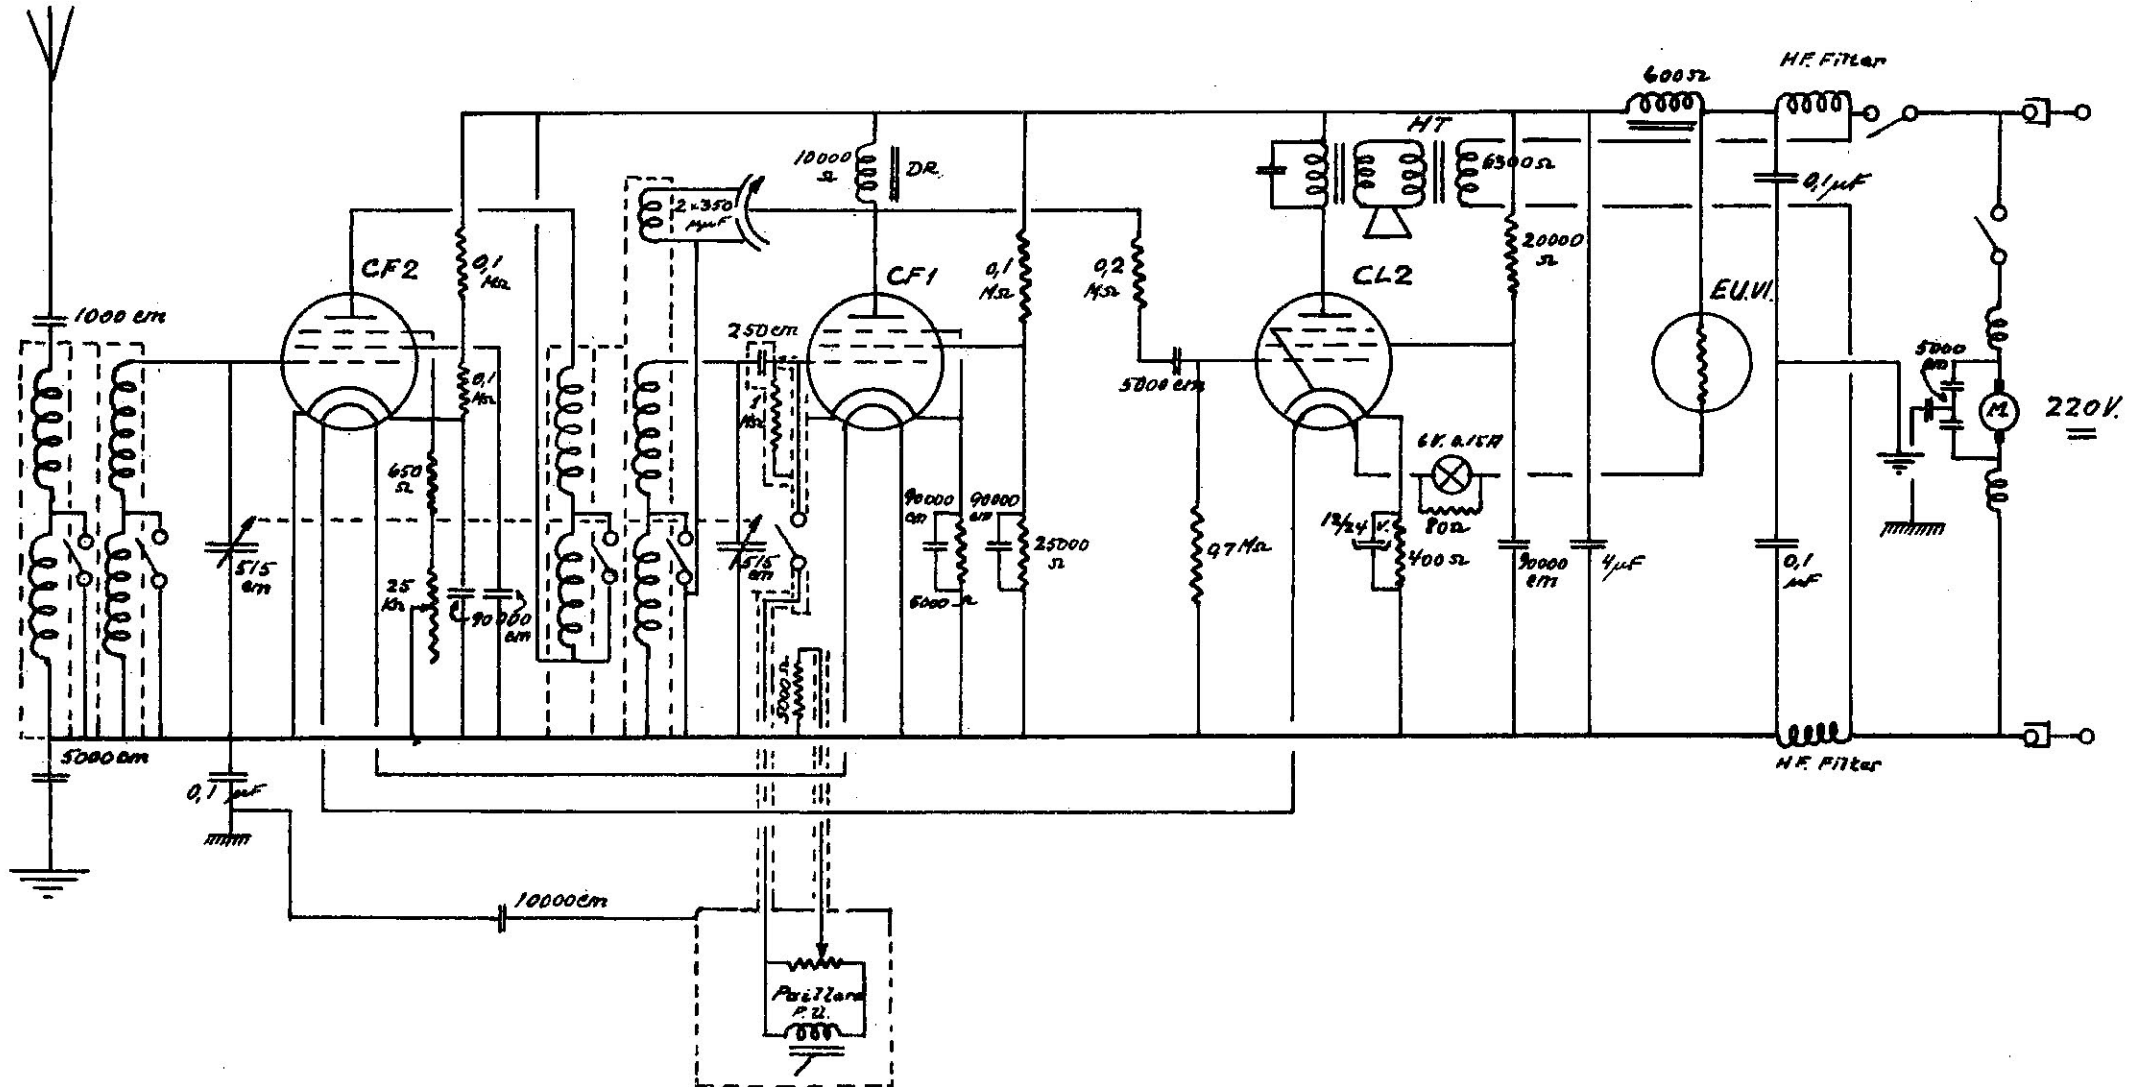 HF. Filter
600Ω
HT
10000
Ω
DR
6300Ω
0,1 μF
2×350
μμF
CF2
0,1
MΩ
CF1
0,1
MΩ
0,2
MΩ
CL2
20000
Ω
EU.VI.
1000 cm
250 cm
5000 cm
0,1
MΩ
1
MΩ
5000
cm
M
220V.
6V. 0.15A
650
Ω
90000
cm
90000
cm
12/24 V.
80Ω
515
cm
25
KΩ
90000
cm
515
cm
6000 Ω
25000
Ω
0,7 MΩ
400Ω
90000
cm
4μF
0,1
μF
5000Ω
5000 cm
0,1 μF
HF. Filter
10000 cm
Paillard
P.U.